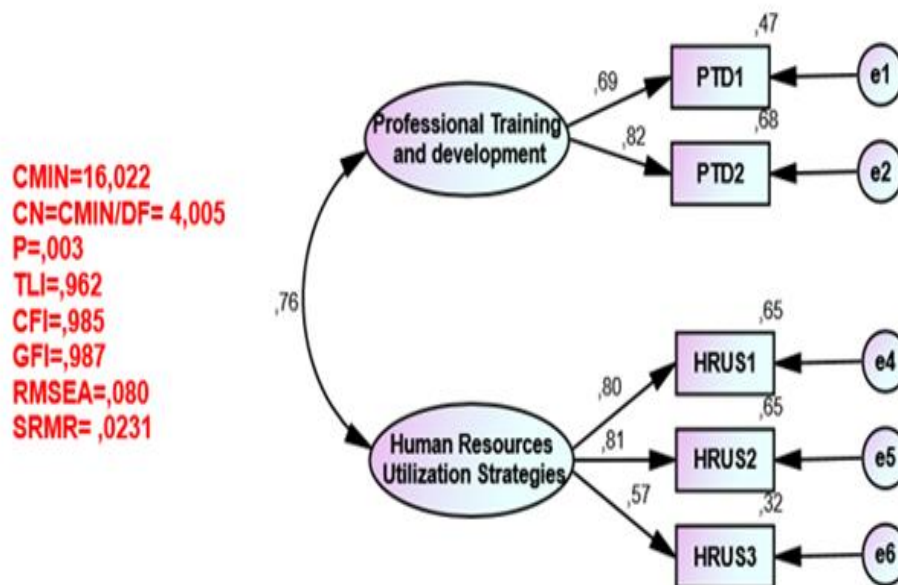 CMIN=16,022
CN=CMIN/DF= 4,005
P=,003
TLI=,962
CFI=,985
GFI=,987
RMSEA=,080
SRMR= ,0231
,76
Professional Training
and development
,69
,82
,47
PTD1
e1
,68
PTD2
e2
Human Resources
Utilization Strategies
,80
,81
,57
,65
HRUS1
e4
,65
HRUS2
e5
,32
HRUS3
e6